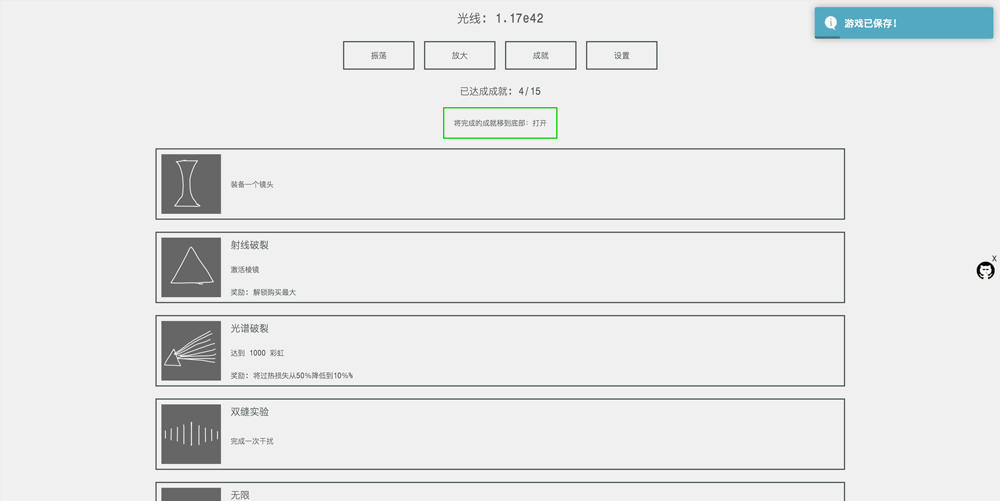 光线: 1.17e42
游戏已保存!
振荡 放大 成就 设置
已达成成就: 4/15
将完成的成就移到底部: 打开
装备一个镜头
射线破裂
激活棱镜
奖励: 解锁购买最大
X
光谱破裂
达到 1000 彩虹
奖励: 将过热损失从50%降低到10%%
双缝实验
完成一次干扰
无限